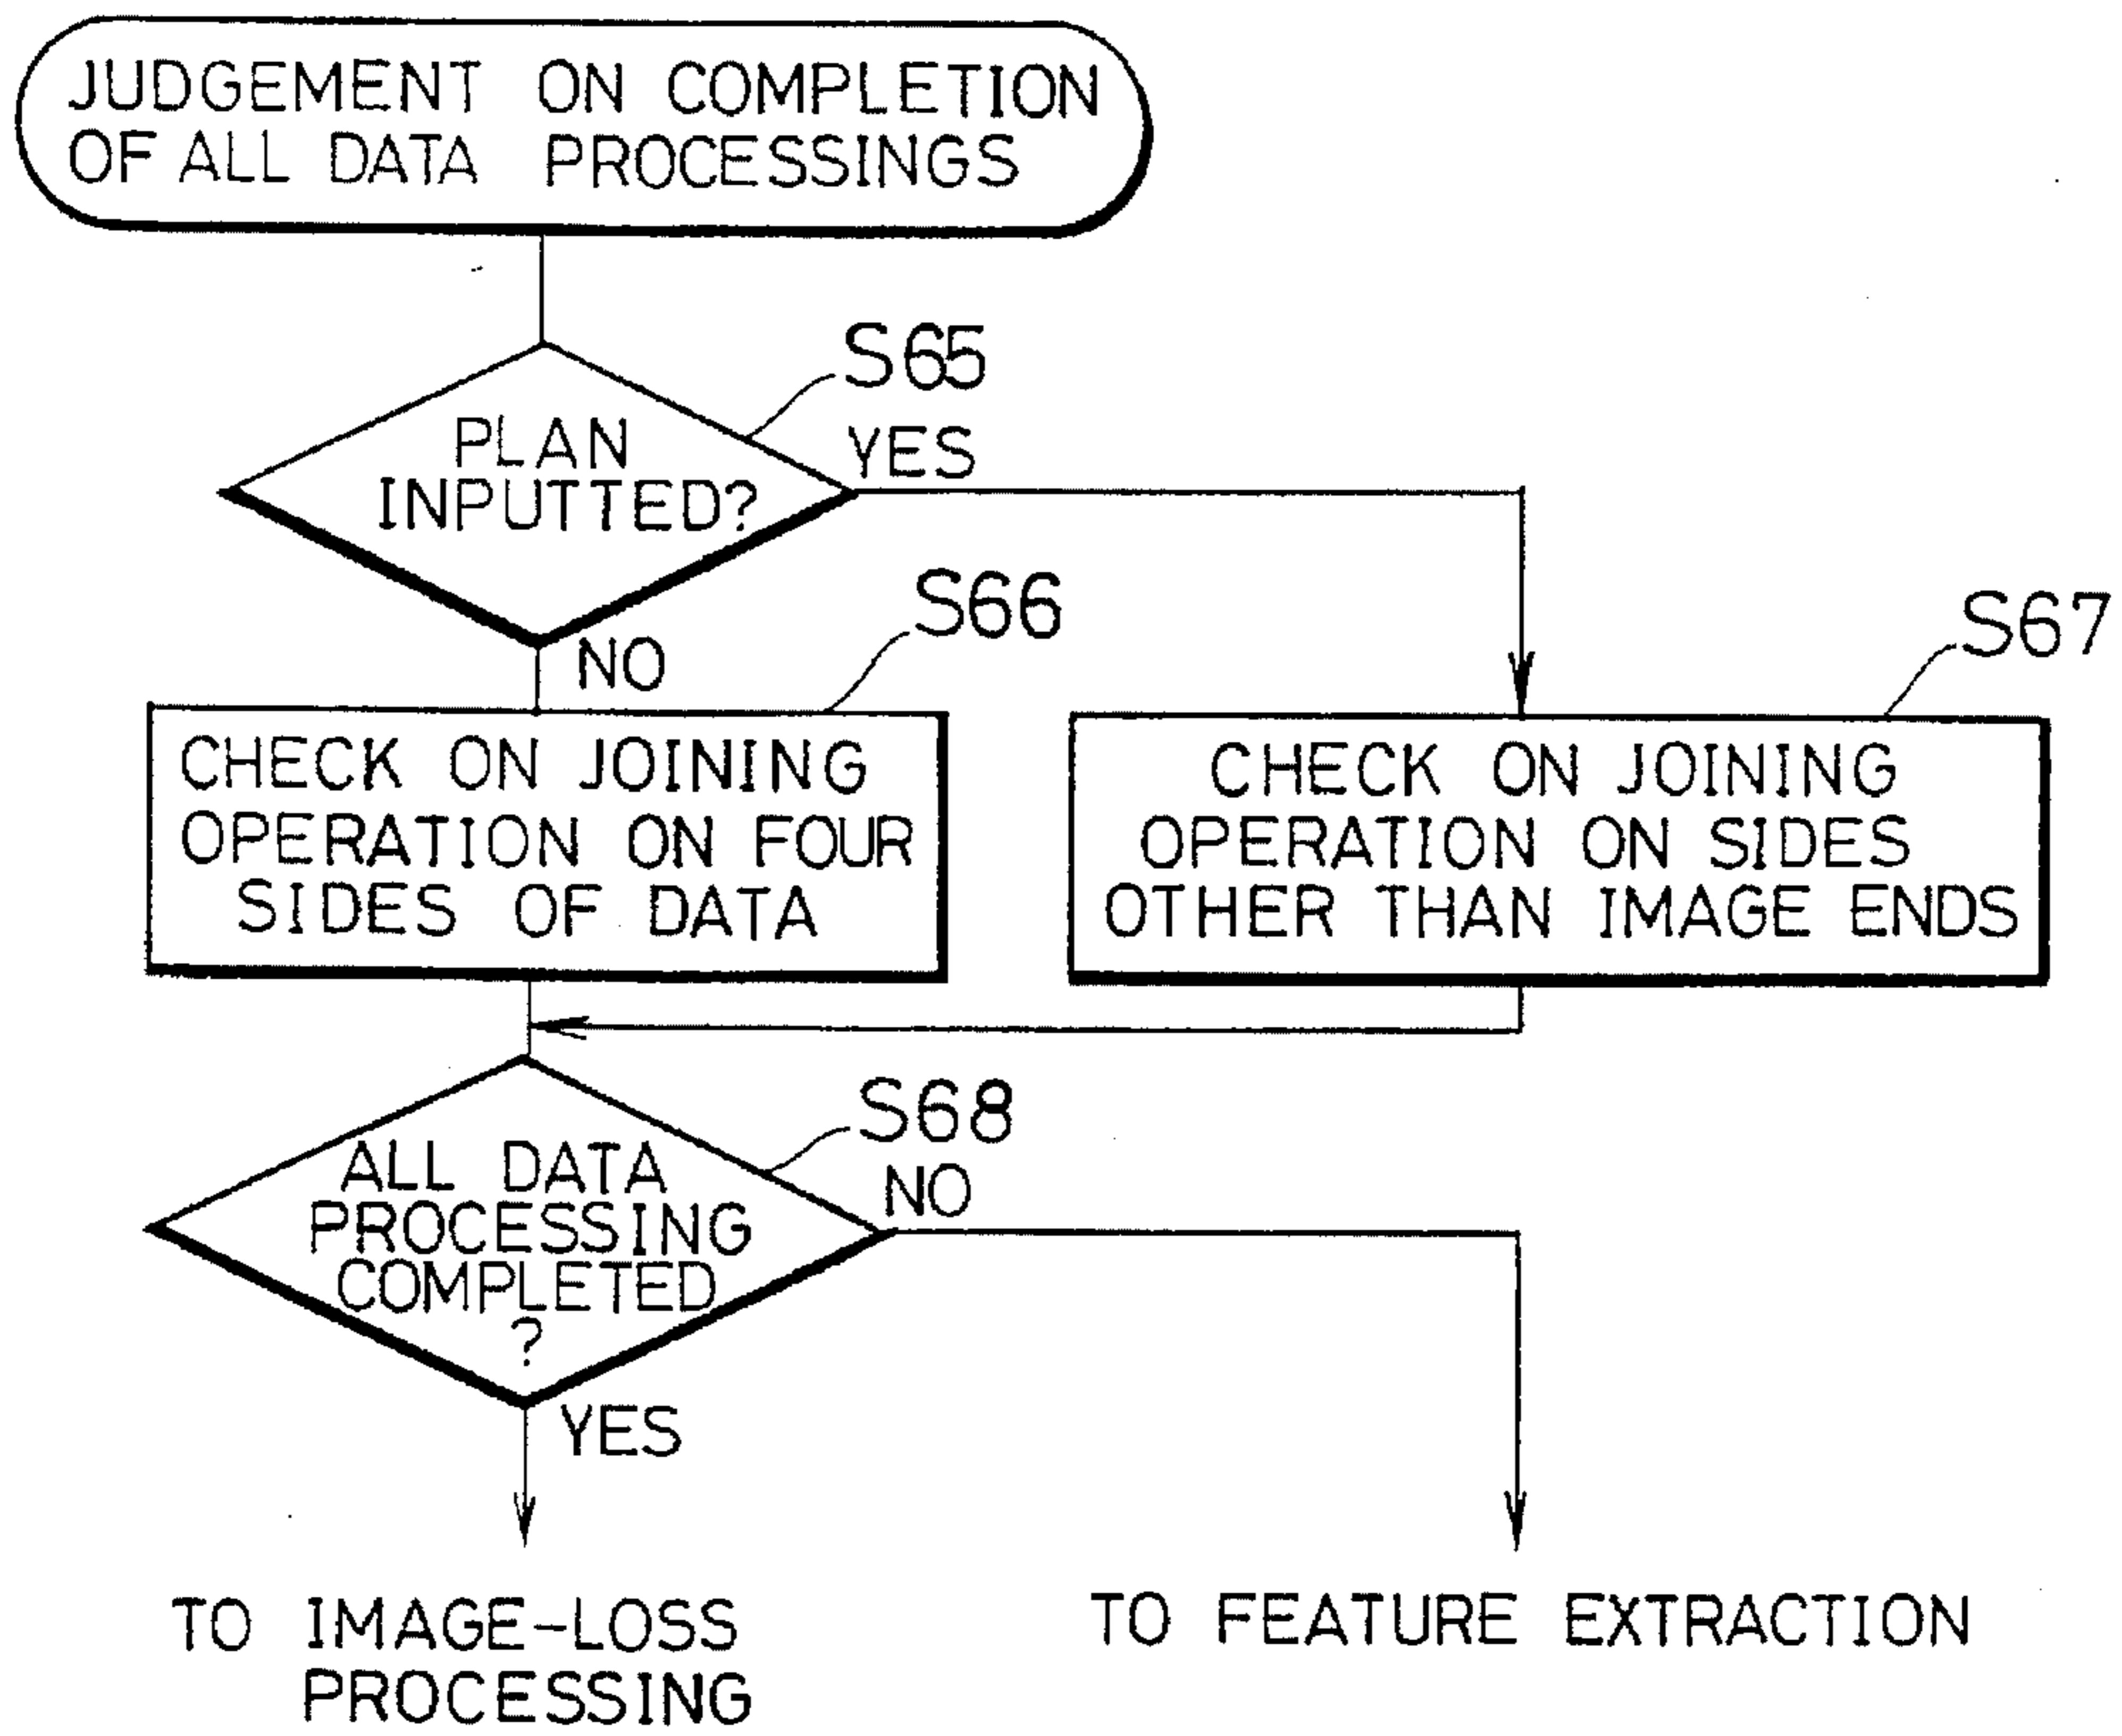 JUDGEMENT ON COMPLETION
OF ALL DATA PROCESSINGS
S65
PLAN
INPUTTED?
YES
NO
S66
S67
CHECK ON JOINING
OPERATION ON FOUR
SIDES OF DATA
CHECK ON JOINING
OPERATION ON SIDES
OTHER THAN IMAGE ENDS
S68
ALL DATA
PROCESSING
COMPLETED
?
NO
YES
TO IMAGE-LOSS
PROCESSING
TO FEATURE EXTRACTION